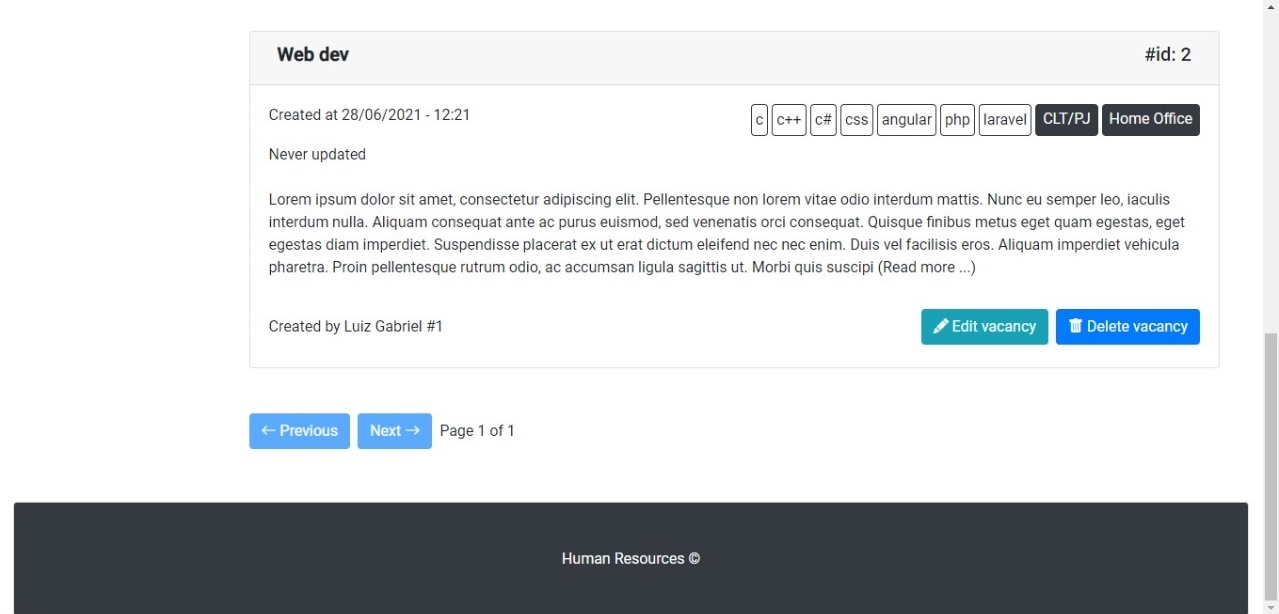 Web dev #id: 2
Created at 28/06/2021 - 12:21 c c++ c# css angular php laravel CLT/PJ Home Office
Never updated
Lorem ipsum dolor sit amet, consectetur adipiscing elit. Pellentesque non lorem vitae odio interdum mattis. Nunc eu semper leo, iaculis
interdum nulla. Aliquam consequat ante ac purus euismod, sed venenatis orci consequat. Quisque finibus metus eget quam egestas, eget
egestas diam imperdiet. Suspendisse placerat ex ut erat dictum eleifend nec nec enim. Duis vel facilisis eros. Aliquam imperdiet vehicula
pharetra. Proin pellentesque rutrum odio, ac accumsan ligula sagittis ut. Morbi quis suscipi (Read more ...)
Created by Luiz Gabriel #1 Edit vacancy Delete vacancy
← Previous Next → Page 1 of 1
Human Resources ©